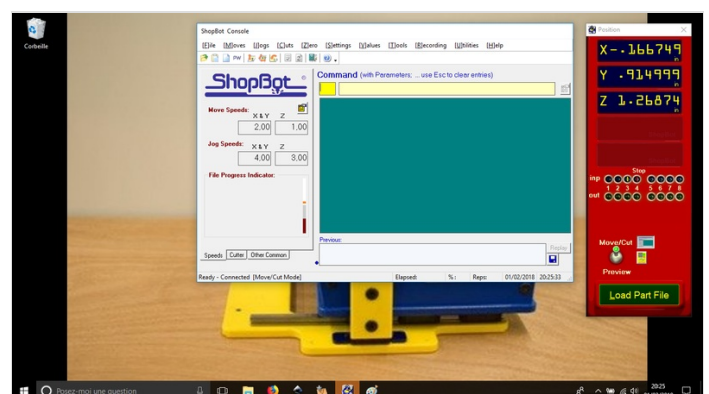 Corbeille
ShopBot Console
[F]ile [M]oves [J]ogs [C]uts [Z]ero [S]ettings [V]alues [T]ools [R]ecording [U]tilities [H]elp
ShopBot
Move Speeds:
X & Y Z
2,00 1,00
Jog Speeds:
X & Y Z
4,00 3,00
File Progress Indicator:
Speeds Cutter Other Common
Command (with Parameters; ... use Esc to clear entries)
Previous:
Replay
Ready - Connected [Move/Cut Mode] Elapsed: %: Reps: 01/02/2018 20:25:33
Position
X -.166749 in
Y .914999 in
Z 1.26874 in
Stop
inp
1 2 3 4 5 6 7 8
out
Move/Cut
Preview
Load Part File
Posez-moi une question
20:25